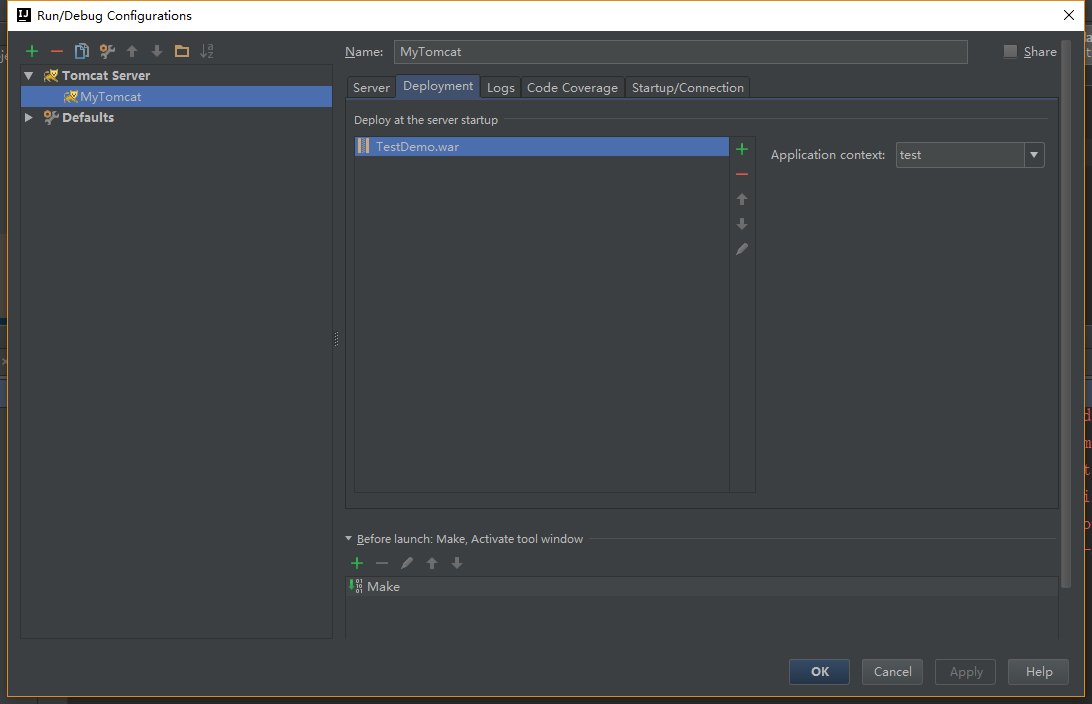 Run/Debug Configurations
Name: MyTomcat Share
Tomcat Server
MyTomcat
Defaults
Server Deployment Logs Code Coverage Startup/Connection
Deploy at the server startup
TestDemo.war
Application context: test
Before launch: Make, Activate tool window
Make
OK Cancel Apply Help